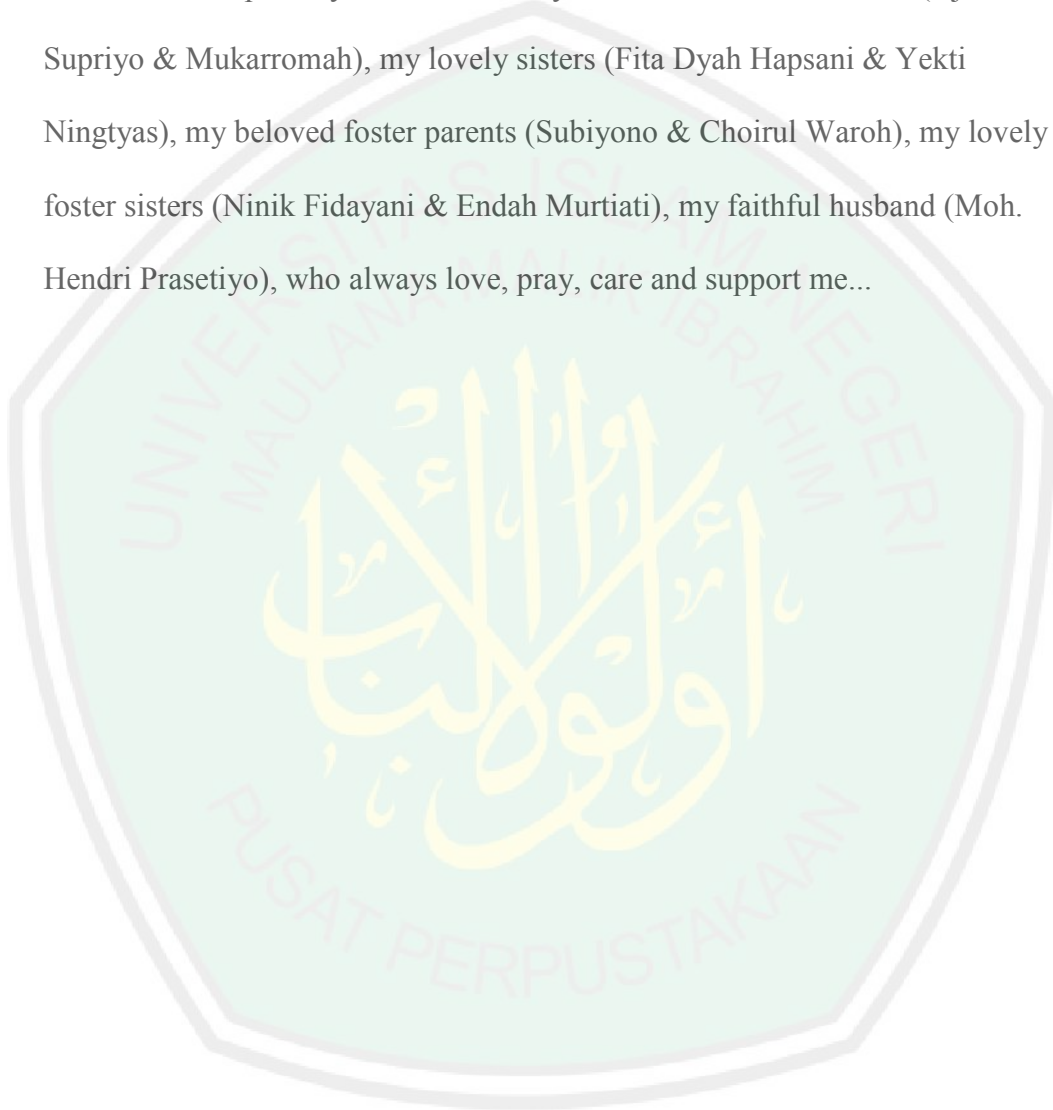 Supriyo & Mukarromah), my lovely sisters (Fita Dyah Hapsani & Yekti
Ningtyas), my beloved foster parents (Subiyono & Choirul Waroh), my lovely
foster sisters (Ninik Fidayani & Endah Murtiati), my faithful husband (Moh.
Hendri Prasetiyo), who always love, pray, care and support me...
UNIVERSITAS ISLAM NEGERI
MAULANA MALIK IBRAHIM
أولوا الألباب
PUSAT PERPUSTAKAAN